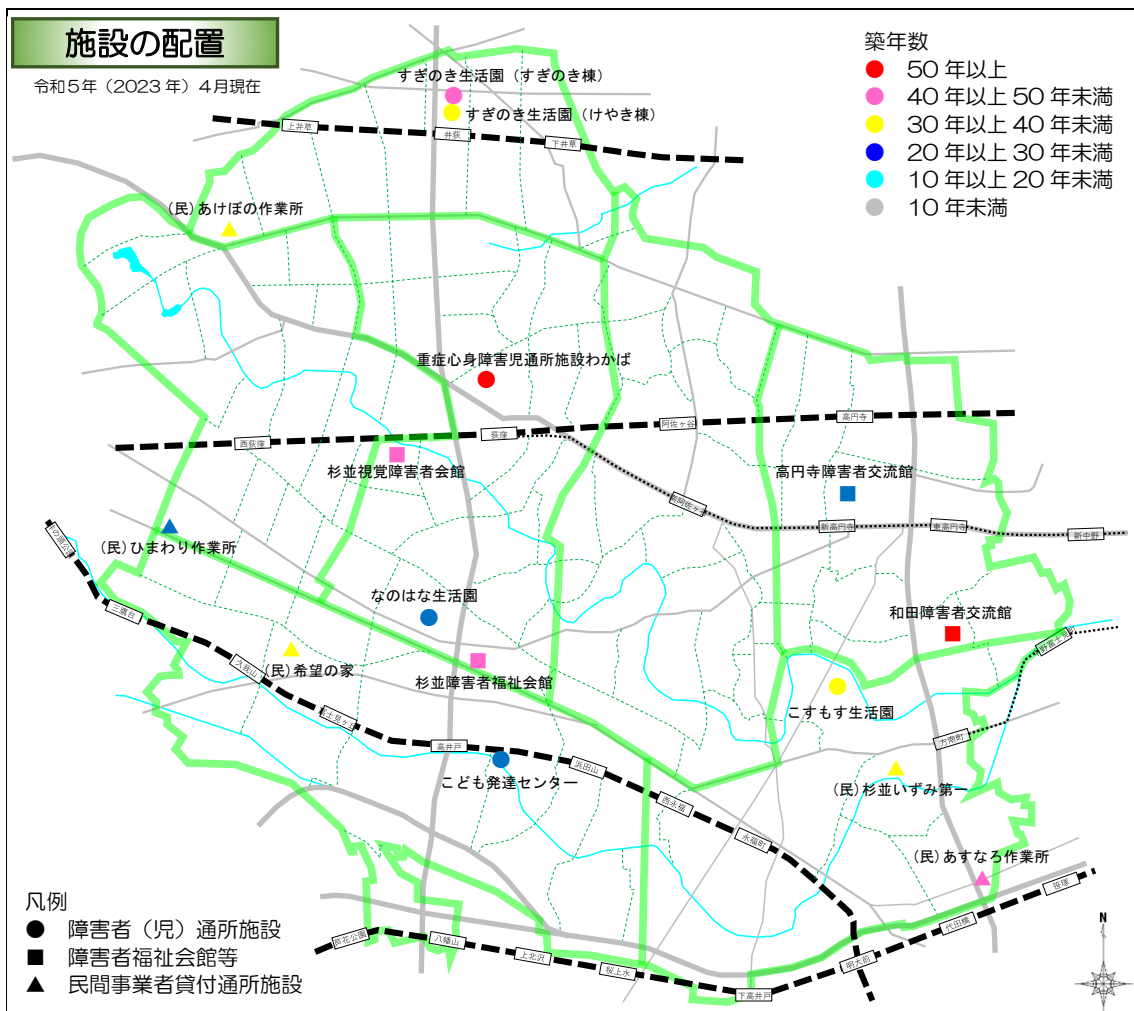 施設の配置
令和5年（2023年）4月現在
築年数
50年以上
40年以上50年未満
30年以上40年未満
20年以上30年未満
10年以上20年未満
10年未満
すぎのき生活園（すぎのき棟）
すぎのき生活園（けやき棟）
上井草
井荻
下井草
(民)あけぼの作業所
重症心身障害児通所施設わかば
高円寺
阿佐ヶ谷
荻窪
西荻窪
杉並視覚障害者会館
高円寺障害者交流館
南阿佐ヶ谷
新高円寺
東高円寺
新中野
(民)ひまわり作業所
三鷹台
なのはな生活園
和田障害者交流館
(民)希望の家
久我山
杉並障害者福祉会館
こすもす生活園
富士見ヶ丘
高井戸
方南町
こども発達センター
浜田山
(民)杉並いずみ第一
西永福
永福町
(民)あすなろ作業所
笹塚
代田橋
明大前
下高井戸
桜上水
上北沢
八幡山
芦花公園
凡例
障害者（児）通所施設
障害者福祉会館等
民間事業者貸付通所施設
N